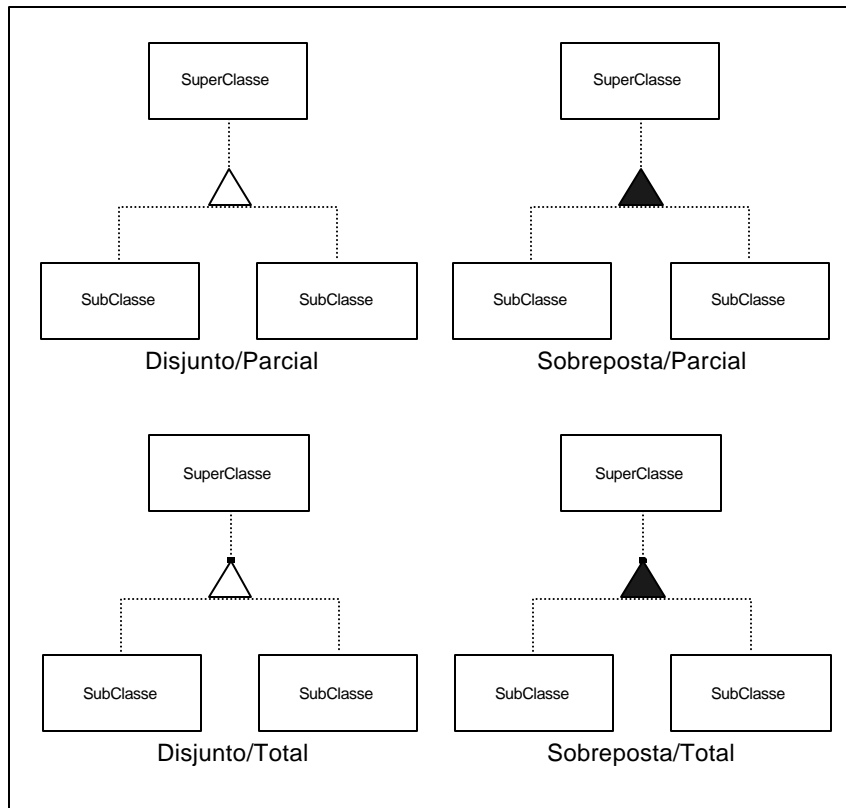 SuperClasse SuperClasse
SubClasse SubClasse SubClasse SubClasse
Disjunto/Parcial Sobreposta/Parcial
SuperClasse SuperClasse
SubClasse SubClasse SubClasse SubClasse
Disjunto/Total Sobreposta/Total